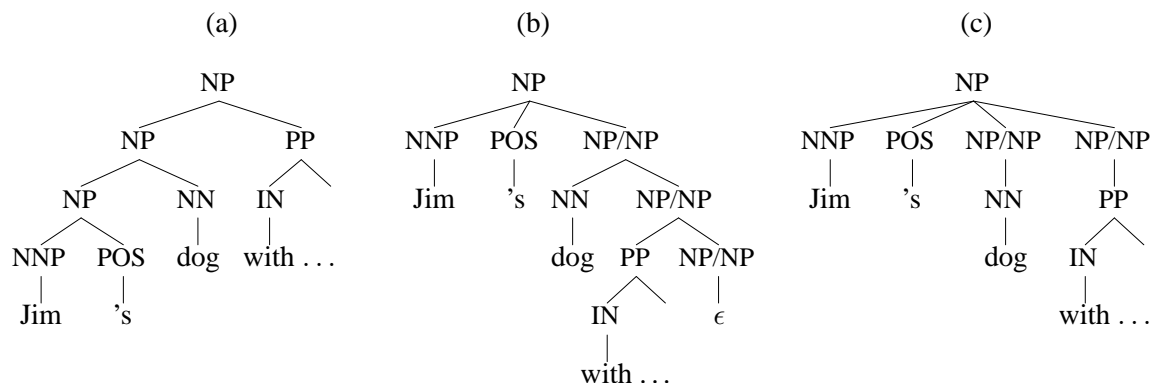 (a) (b) (c)
NP NP NP
NP PP NNP POS NP/NP NNP POS NP/NP NP/NP
NP NN IN Jim 's NN NP/NP Jim 's NN PP
NNP POS dog with ... dog PP NP/NP dog IN
Jim 's IN ϵ with ...
with ...